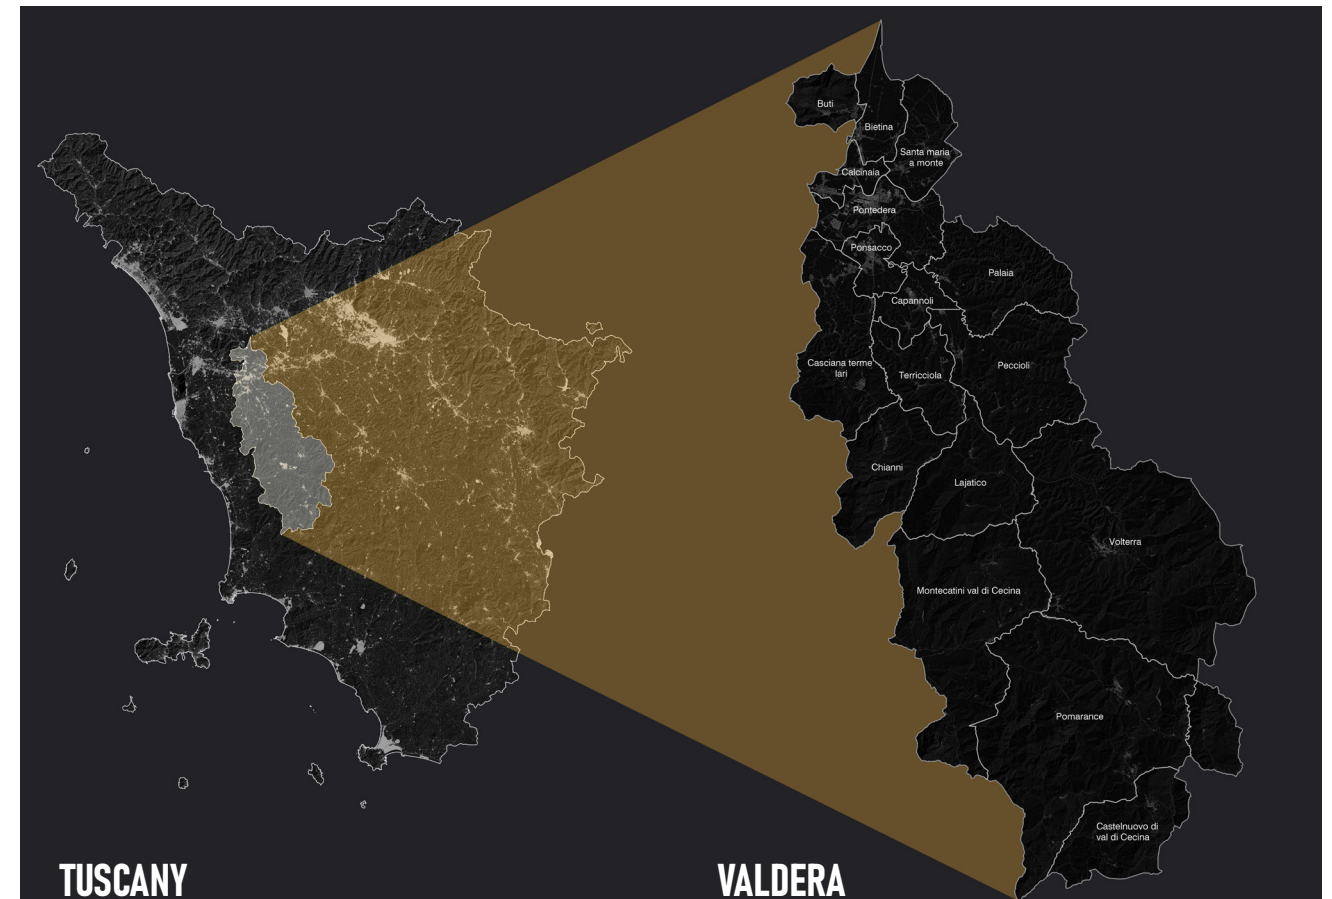 Buti
Bietina
Santa maria
a monte
Calcinaia
Pontedera
Ponsacco
Palaia
Capannoli
Casciana terme
lari
Terricciola
Peccioli
Chianni
Lajatico
Volterra
Montecatini val di Cecina
Pomarance
Castelnuovo di
val di Cecina
TUSCANY
VALDERA